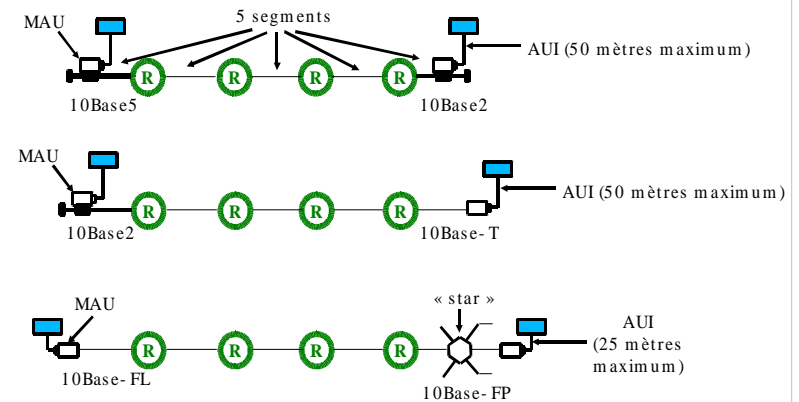 MAU
5 segments
AUI (50 mètres maximum)
R R R R
10Base5
10Base2
MAU
AUI (50 mètres maximum)
R R R R
10Base2
10Base-T
MAU
« star »
AUI
(25 mètres
maximum)
R R R R
10Base-FL
10Base-FP